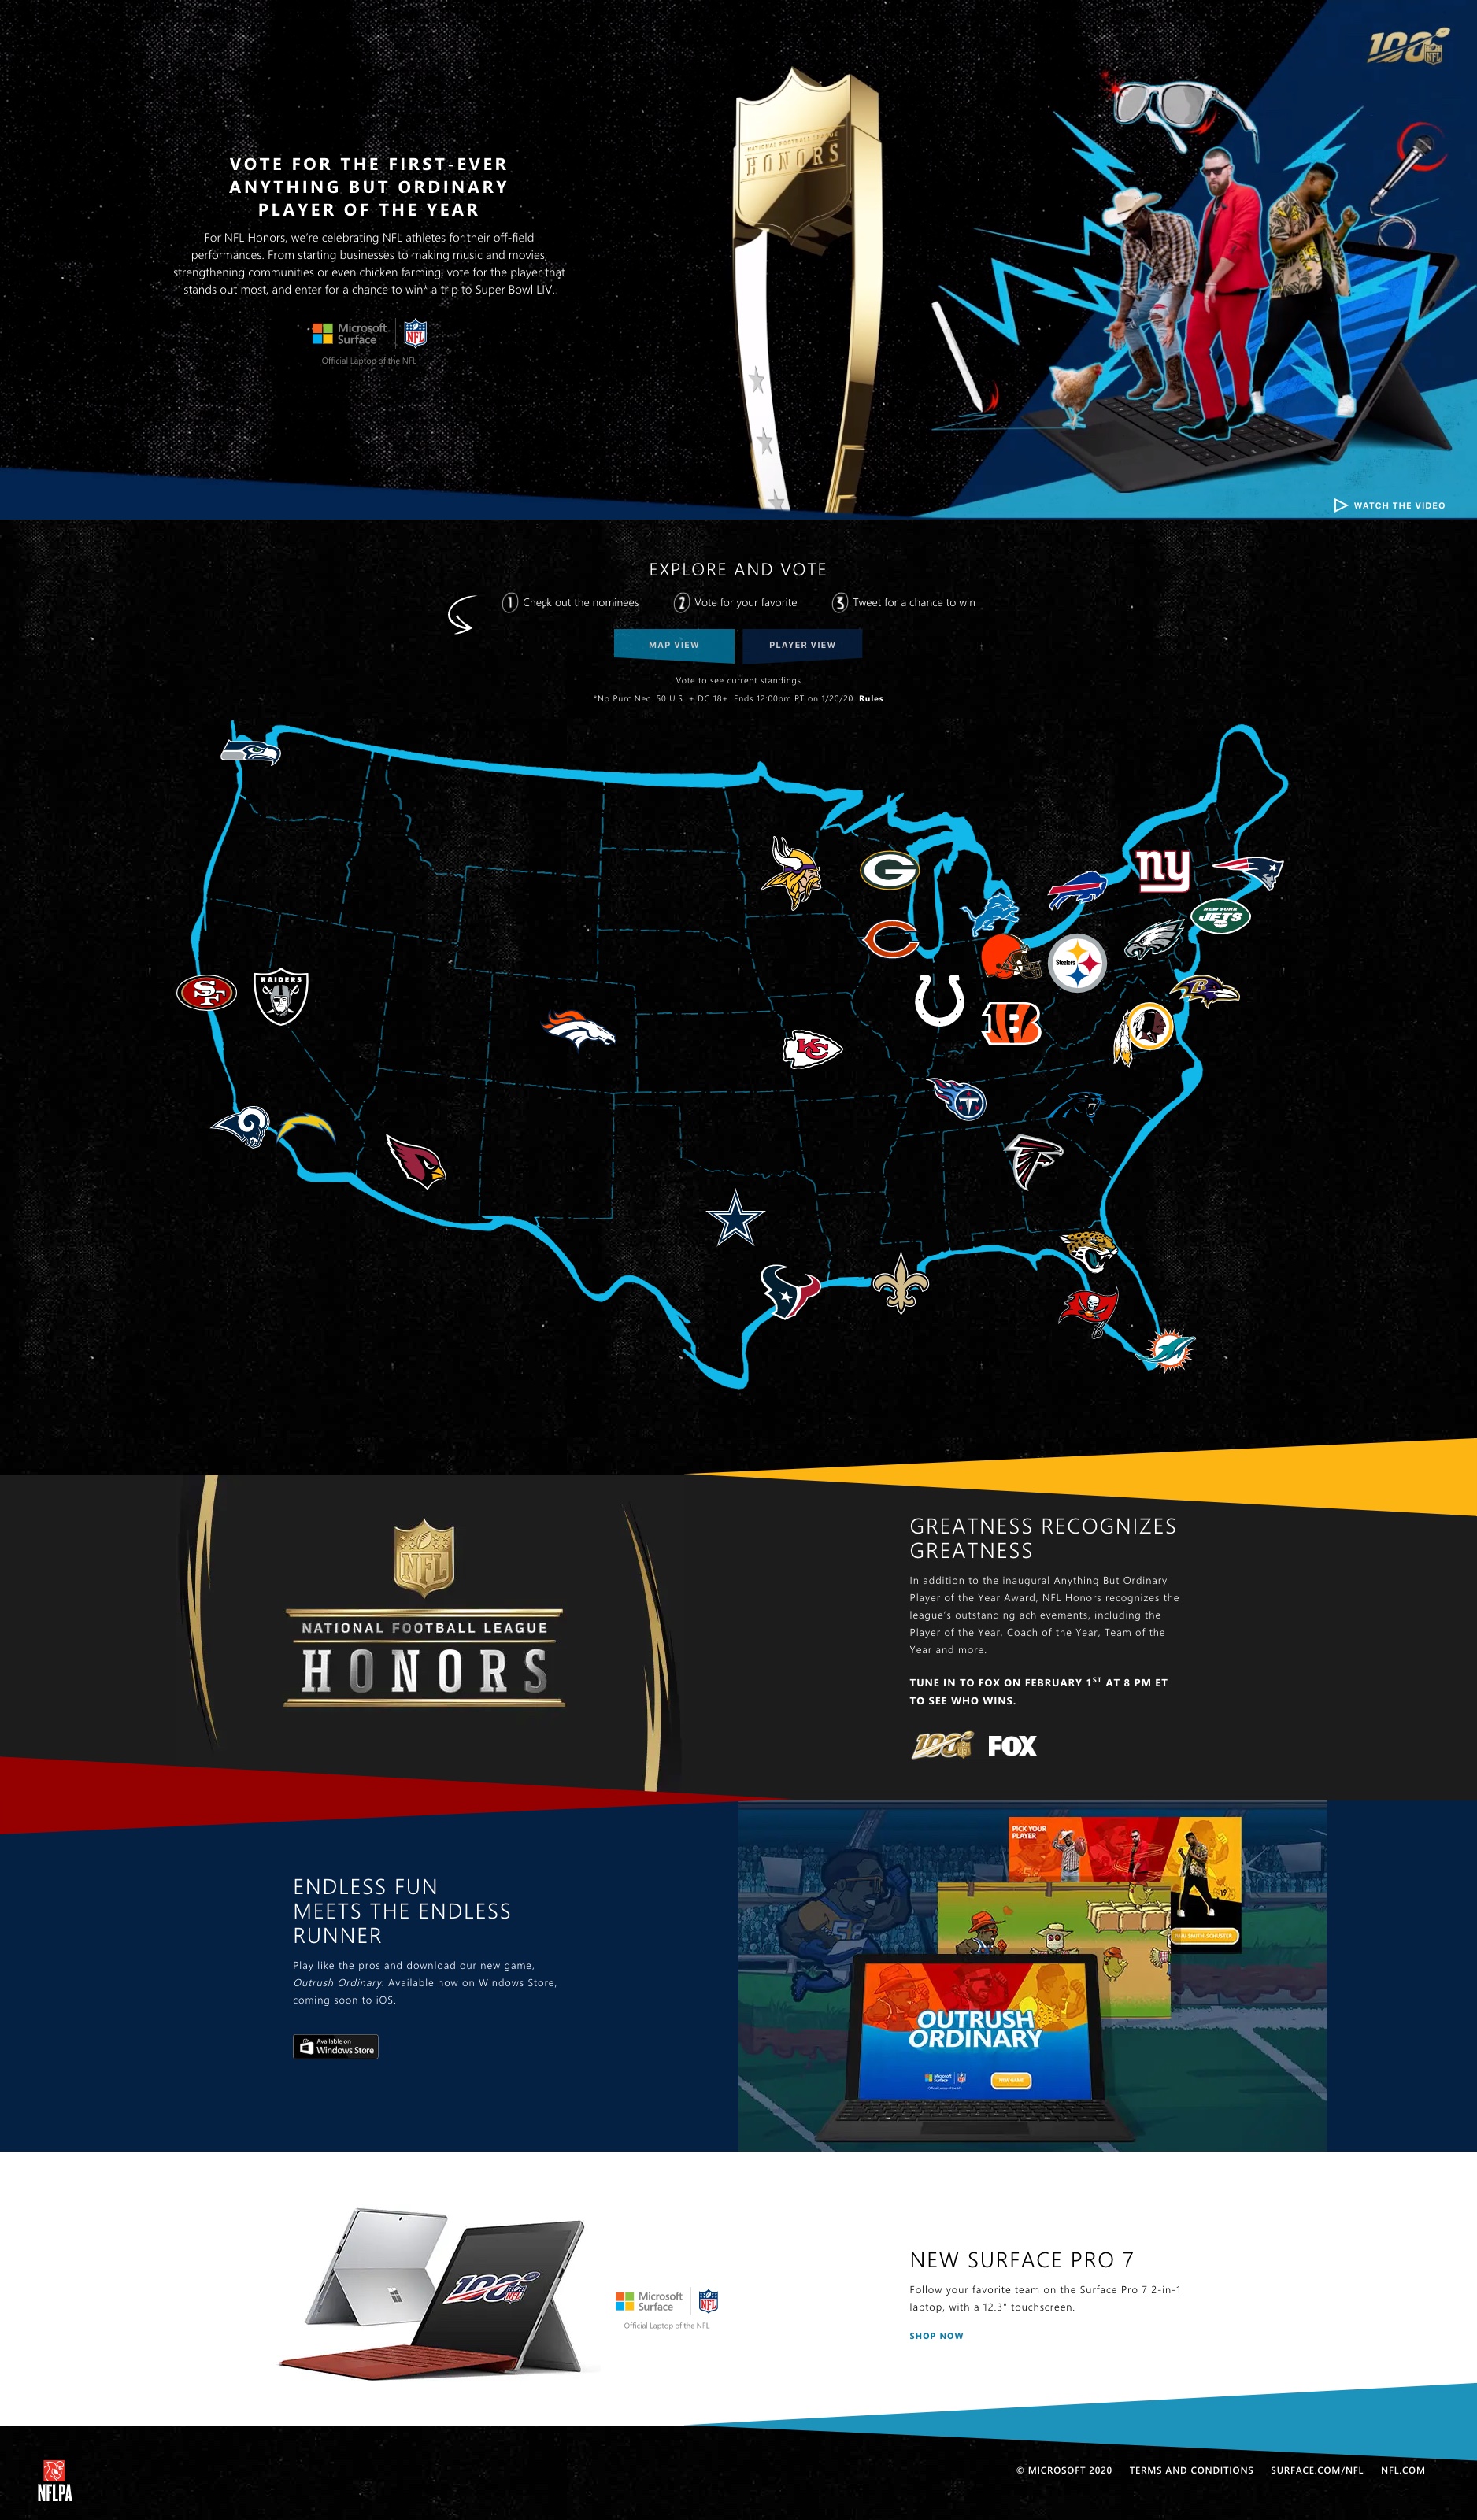 100
NFL
NATIONAL FOOTBALL LEAGUE
HONORS
VOTE FOR THE FIRST-EVER
ANYTHING BUT ORDINARY
PLAYER OF THE YEAR
For NFL Honors, we're celebrating NFL athletes for their off-field
performances. From starting businesses to making music and movies,
strengthening communities or even chicken farming, vote for the player that
stands out most, and enter for a chance to win* a trip to Super Bowl LIV.
Microsoft
Surface
NFL
Official Laptop of the NFL
WATCH THE VIDEO
EXPLORE AND VOTE
1 Check out the nominees
2 Vote for your favorite
3 Tweet for a chance to win
MAP VIEW
PLAYER VIEW
Vote to see current standings
*No Purc Nec. 50 U.S. + DC 18+. Ends 12:00pm PT on 1/20/20. Rules
G
ny
NEW YORK
JETS
C
Steelers
SF
RAIDERS
B
KC
T
GREATNESS RECOGNIZES
GREATNESS
In addition to the inaugural Anything But Ordinary
Player of the Year Award, NFL Honors recognizes the
league's outstanding achievements, including the
Player of the Year, Coach of the Year, Team of the
Year and more.
TUNE IN TO FOX ON FEBRUARY 1ST AT 8 PM ET
TO SEE WHO WINS.
100
NFL
FOX
NFL
NATIONAL FOOTBALL LEAGUE
HONORS
ENDLESS FUN
MEETS THE ENDLESS
RUNNER
Play like the pros and download our new game,
Outrush Ordinary. Available now on Windows Store,
coming soon to iOS.
Available on
Windows Store
PICK YOUR
PLAYER
19
JUJU SMITH-SCHUSTER
OUTRUSH
ORDINARY
Microsoft
Surface
NFL
NEW GAME
100
NFL
Microsoft
Surface
NFL
Official Laptop of the NFL
NEW SURFACE PRO 7
Follow your favorite team on the Surface Pro 7 2-in-1
laptop, with a 12.3" touchscreen.
SHOP NOW
NFLPA
© MICROSOFT 2020
TERMS AND CONDITIONS
SURFACE.COM/NFL
NFL.COM